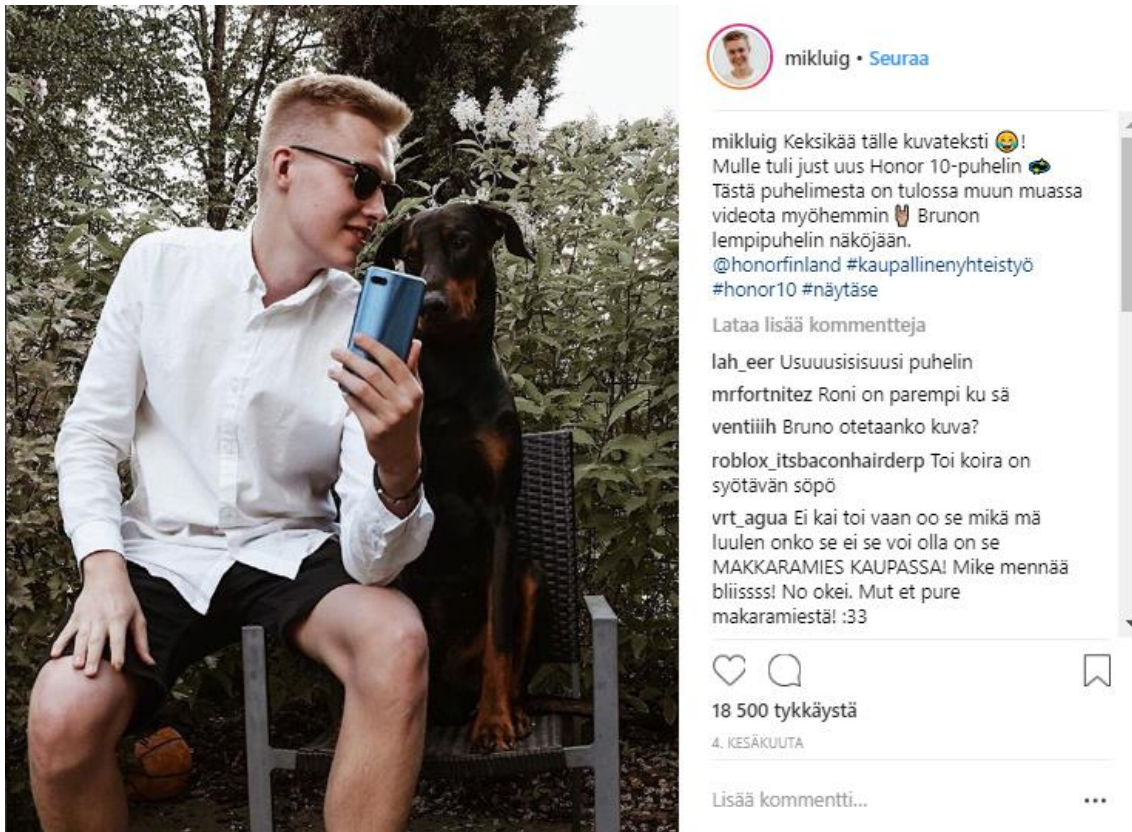 mikluig • Seuraa
mikluig Keksikää tälle kuvateksti 😂!
Mulle tuli just uus Honor 10-puhelin
Tästä puhelimesta on tulossa muun muassa
videota myöhemmin 🤘 Brunon
lempipuhelin näköjään.
@honorfinland #kaupallinenyhteistyö
#honor10 #näytäse
Lataa lisää kommentteja
lah_eer Usuuusisisuusi puhelin
mrfortnitez Roni on parempi ku sä
ventiiih Bruno otetaanko kuva?
roblox_itsbaconhairderp Toi koira on
syötävän söpö
vrt_agua Ei kai toi vaan oo se mikä mä
luulen onko se ei se voi olla on se
MAKKARAMIES KAUPASSA! Mike mennää
bliissss! No okei. Mut et pure
makaramiestä! :33
18 500 tykkäystä
4. KESÄKUUTA
Lisää kommentti...